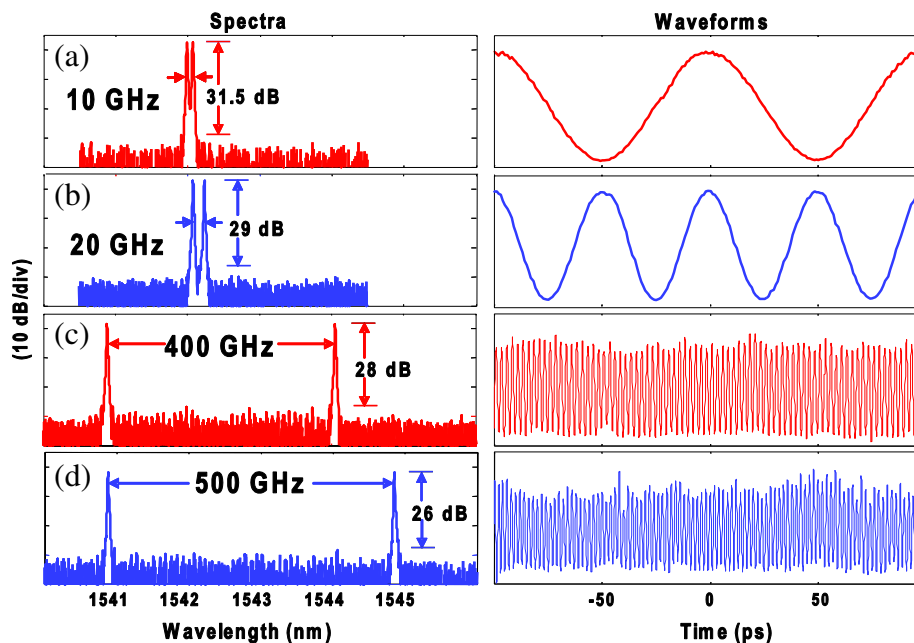 Spectra
Waveforms
(a)
10 GHz
31.5 dB
(b)
20 GHz
29 dB
(10 dB/div)
(c)
400 GHz
28 dB
(d)
500 GHz
26 dB
1541 1542 1543 1544 1545
-50 0 50
Wavelength (nm)
Time (ps)